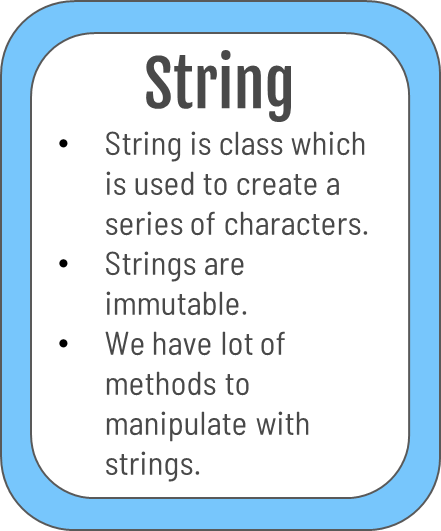 String
• String is class which
is used to create a
series of characters.
• Strings are
immutable.
• We have lot of
methods to
manipulate with
strings.